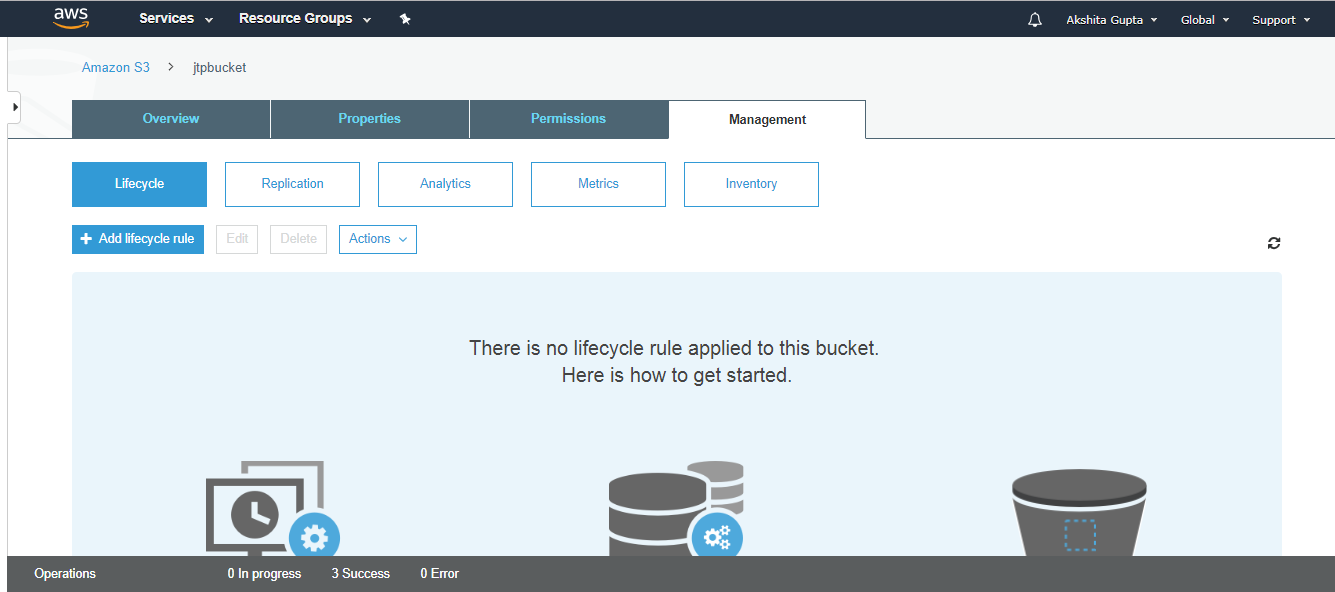 aws Services Resource Groups Akshita Gupta Global Support
Amazon S3 > jtpbucket
Overview Properties Permissions Management
Lifecycle Replication Analytics Metrics Inventory
+ Add lifecycle rule Edit Delete Actions
There is no lifecycle rule applied to this bucket.
Here is how to get started.
Operations 0 In progress 3 Success 0 Error